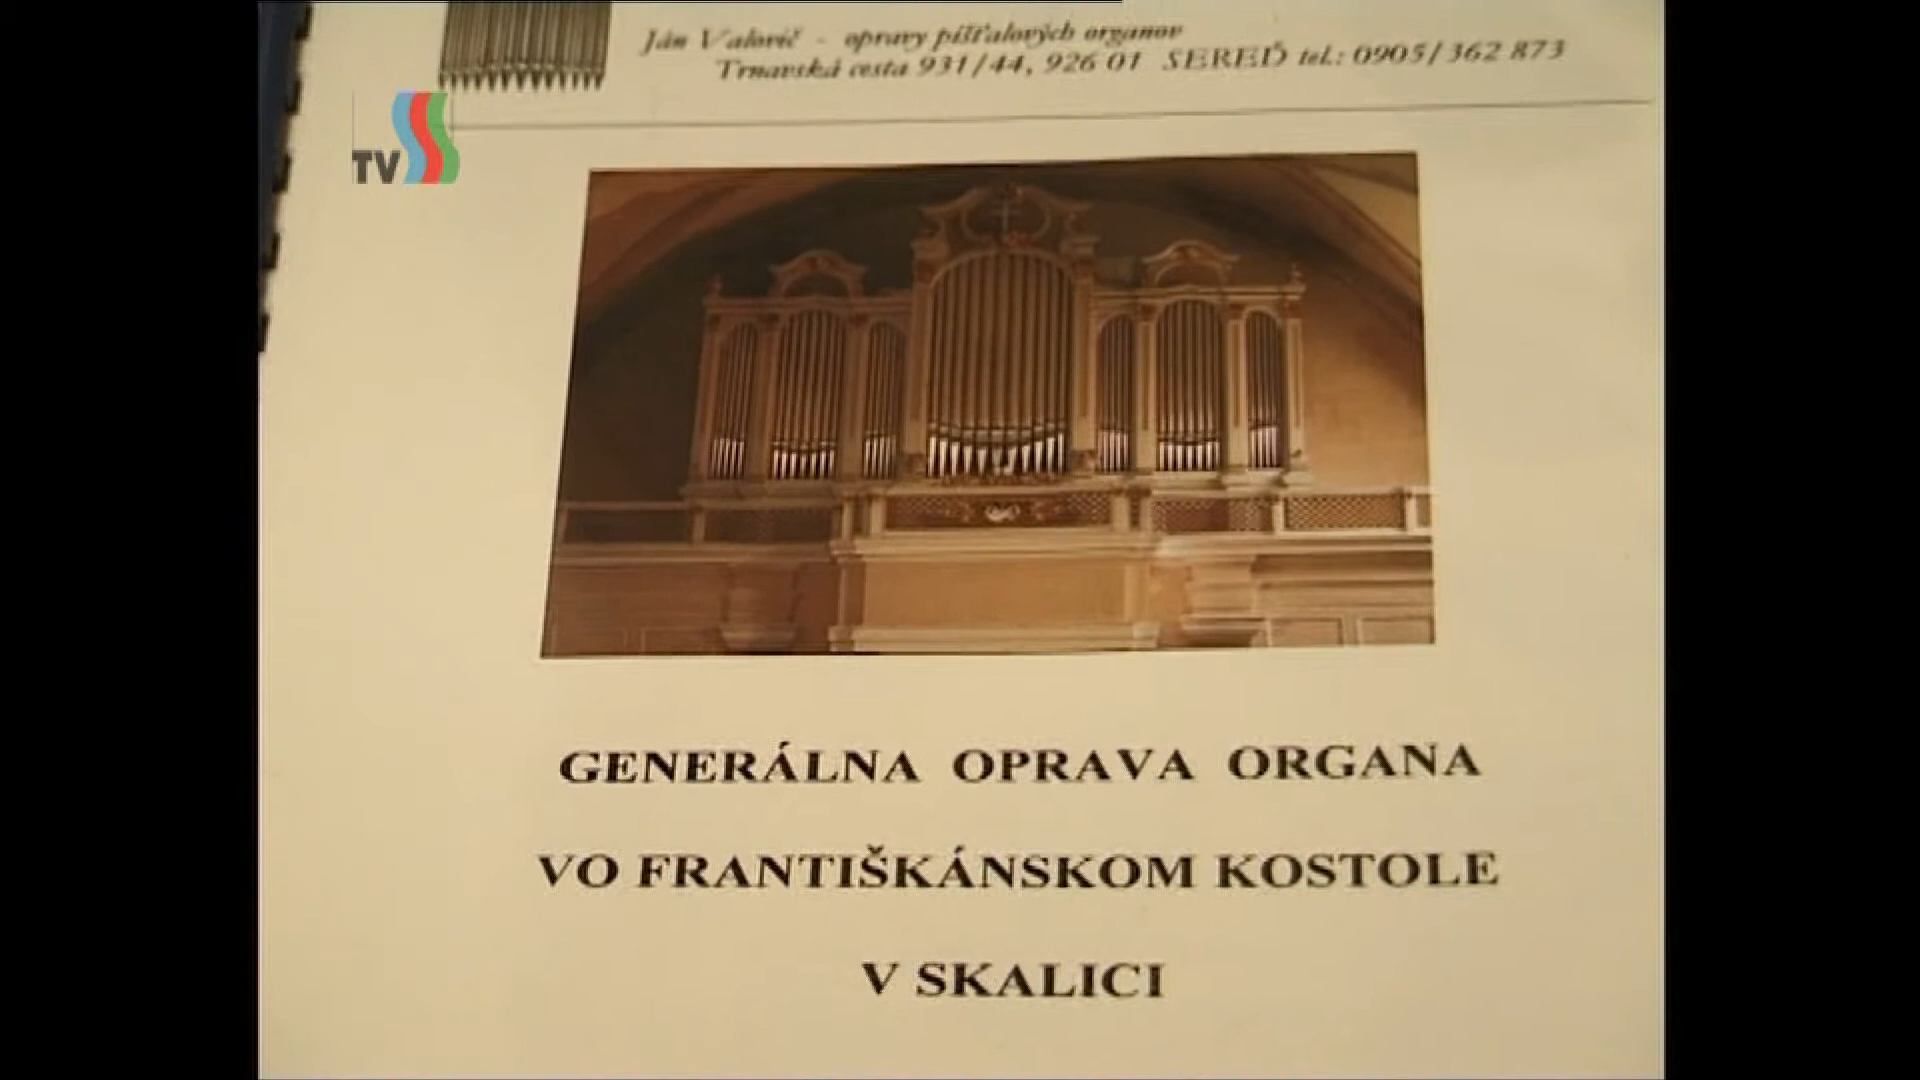 Ján Valovič - opravy píšťalových organov
Trnavská cesta 931/44, 926 01 SEREĎ tel.: 0905/362 873
TV
GENERÁLNA OPRAVA ORGANA
VO FRANTIŠKÁNSKOM KOSTOLE
V SKALICI